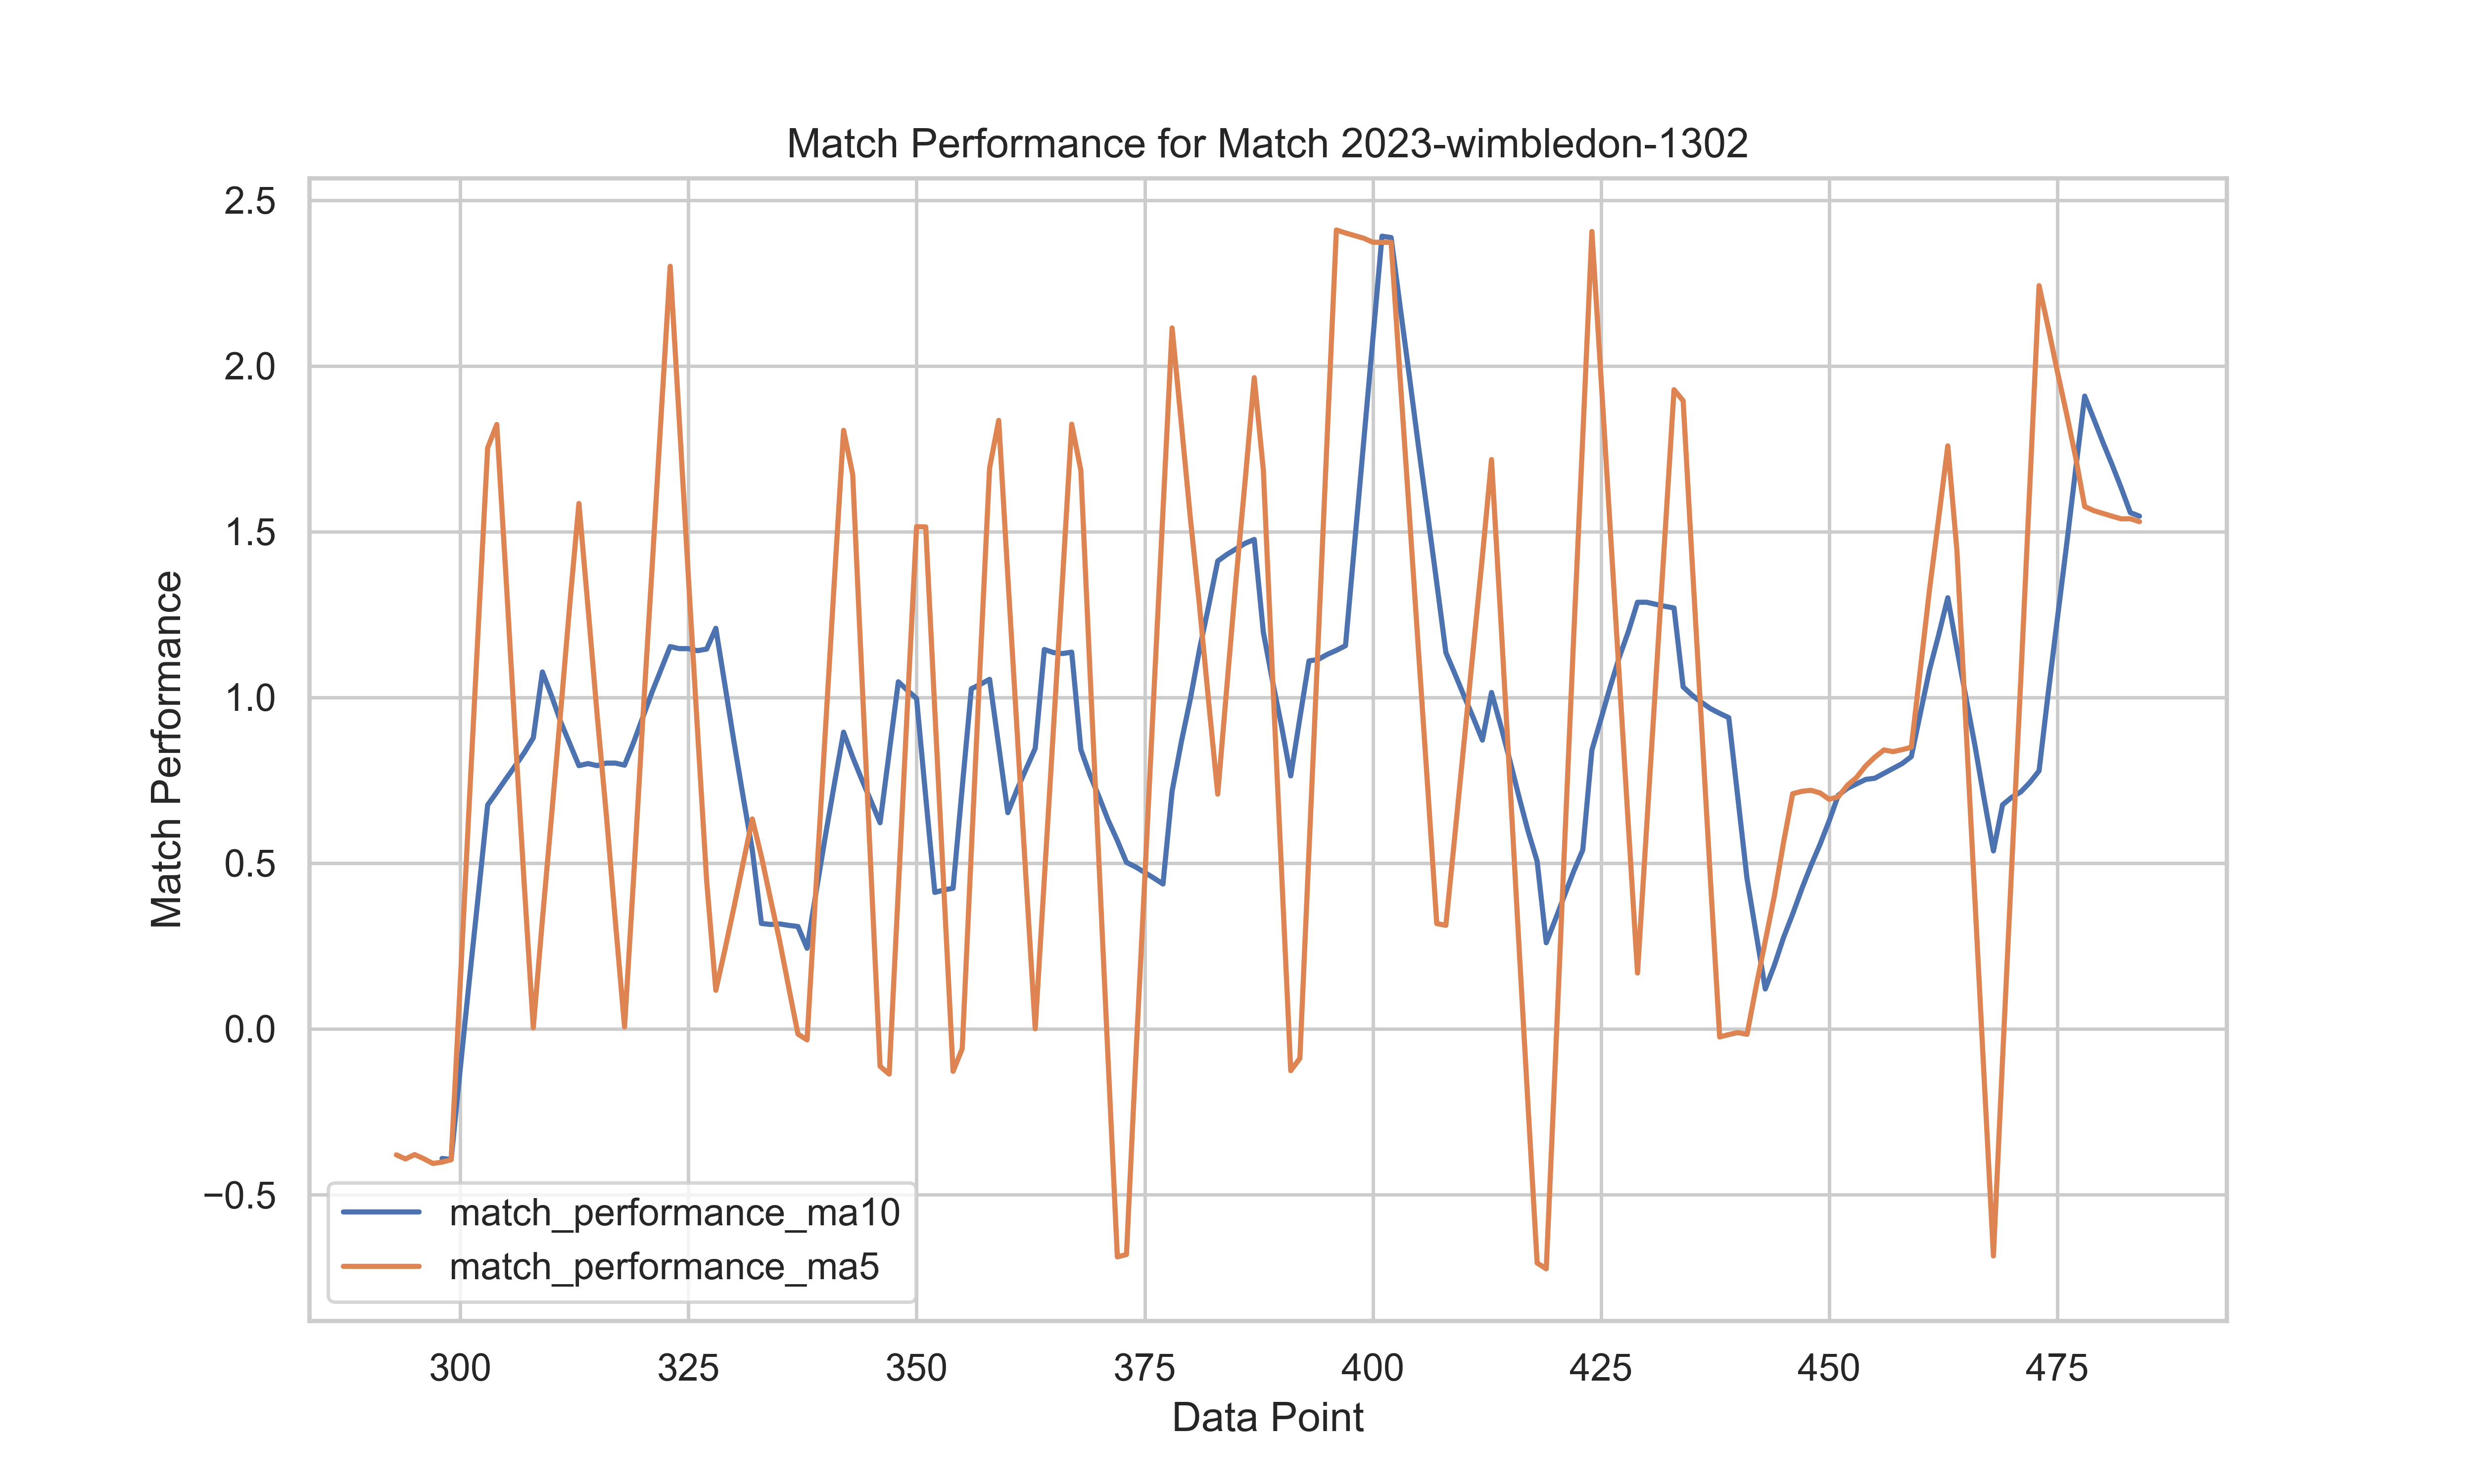 Match Performance for Match 2023-wimbledon-1302
2.5
2.0
1.5
1.0
0.5
0.0
−0.5
Match Performance
match_performance_ma10
match_performance_ma5
300 325 350 375 400 425 450 475
Data Point